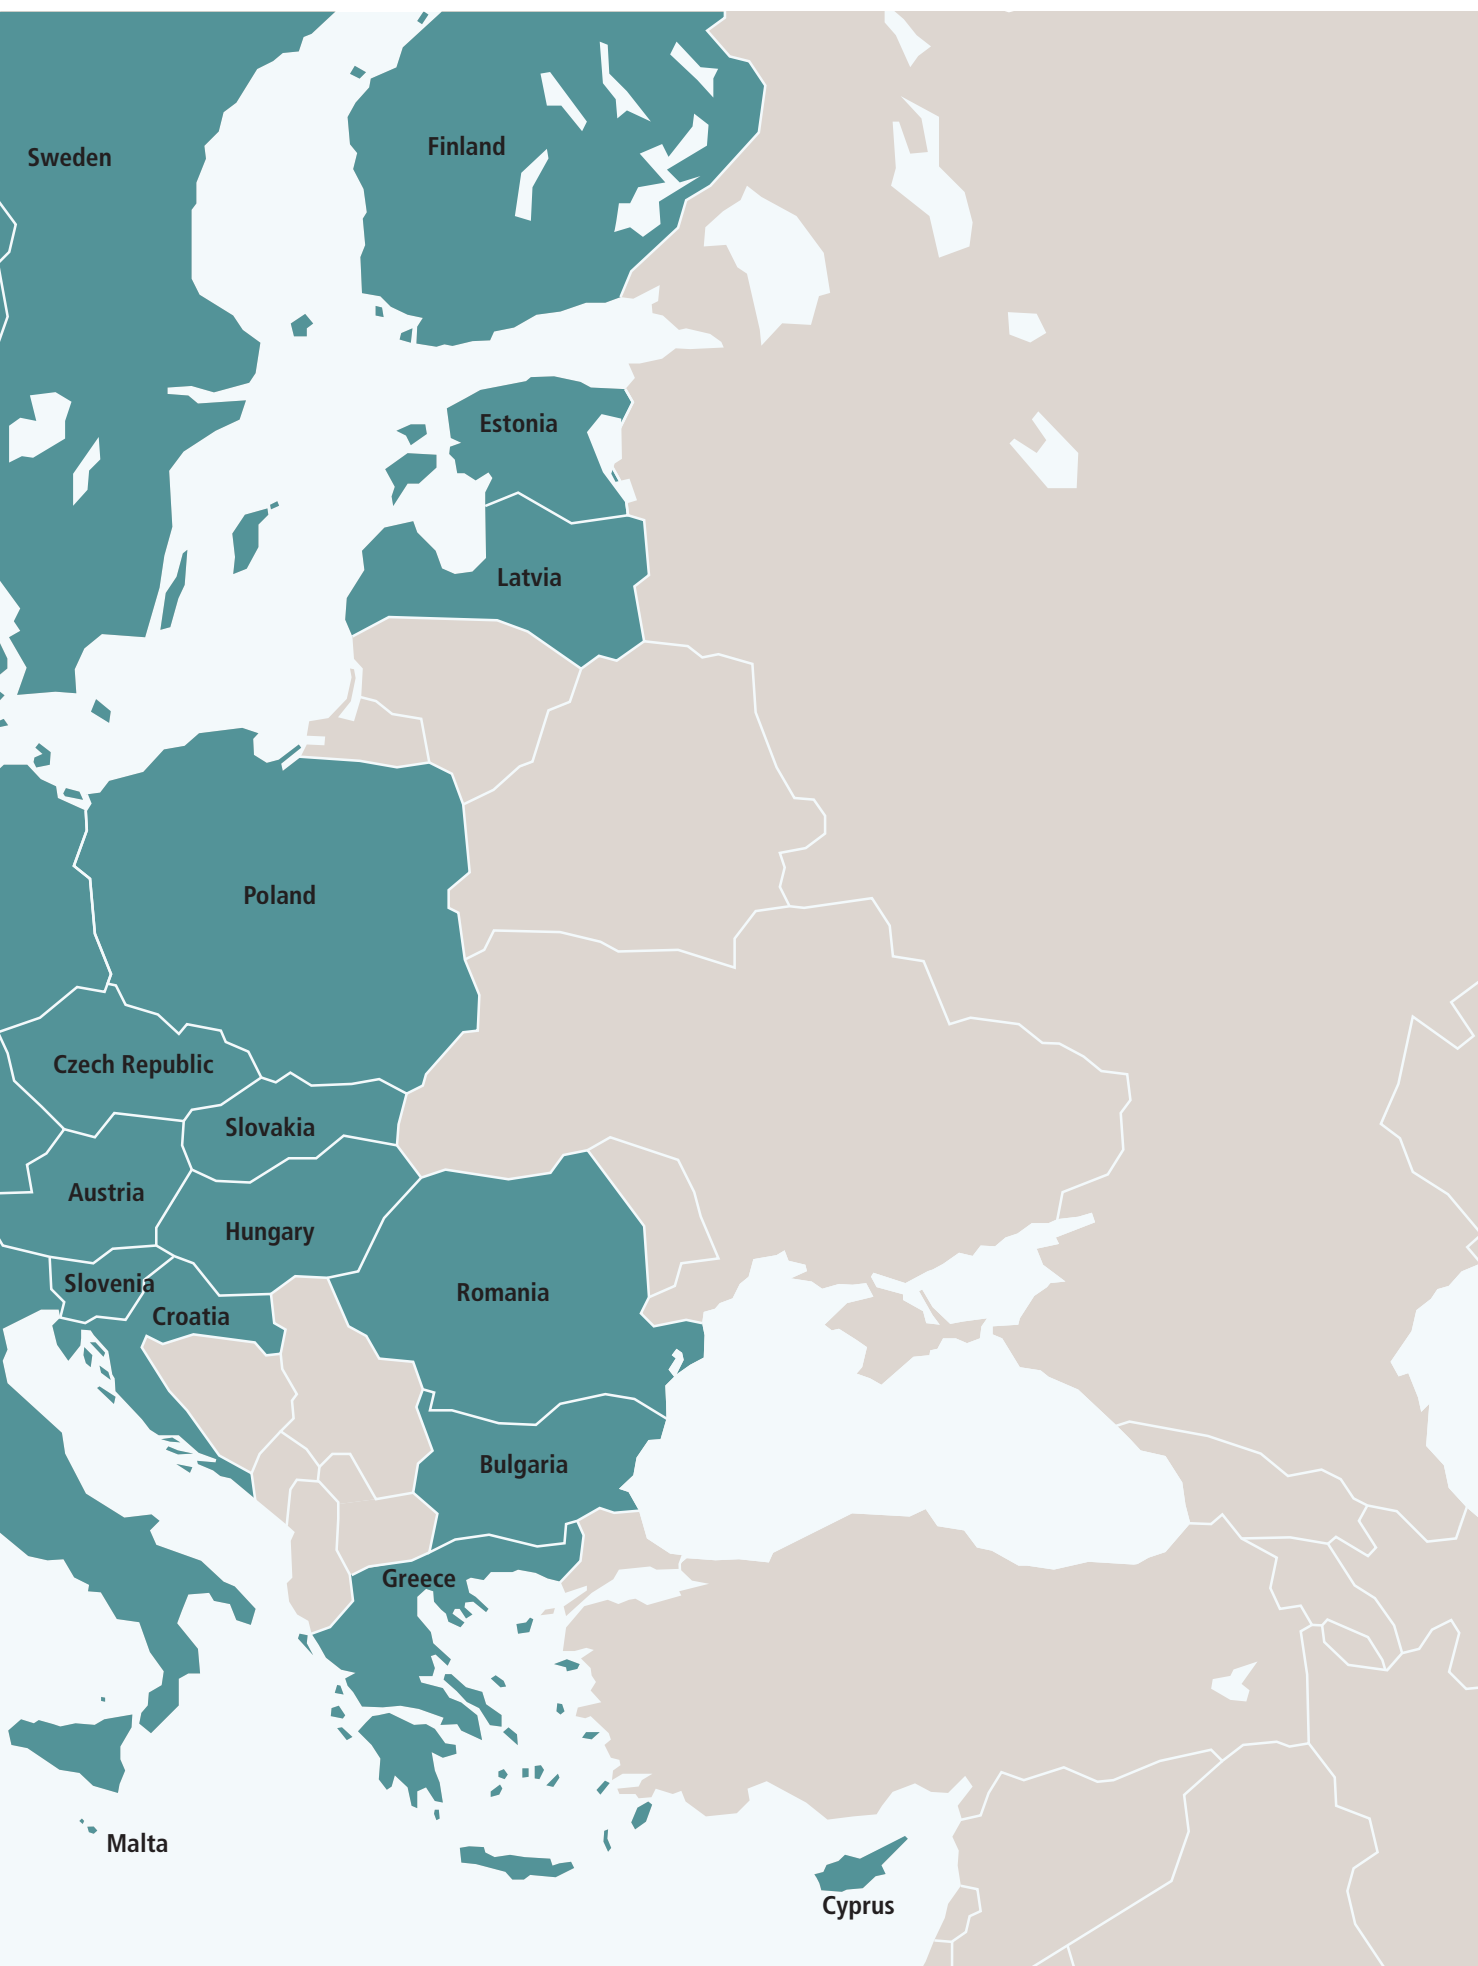 Finland
Sweden
Estonia
Latvia
Poland
Czech Republic
Slovakia
Austria
Hungary
Slovenia
Romania
Croatia
Bulgaria
Greece
Malta
Cyprus